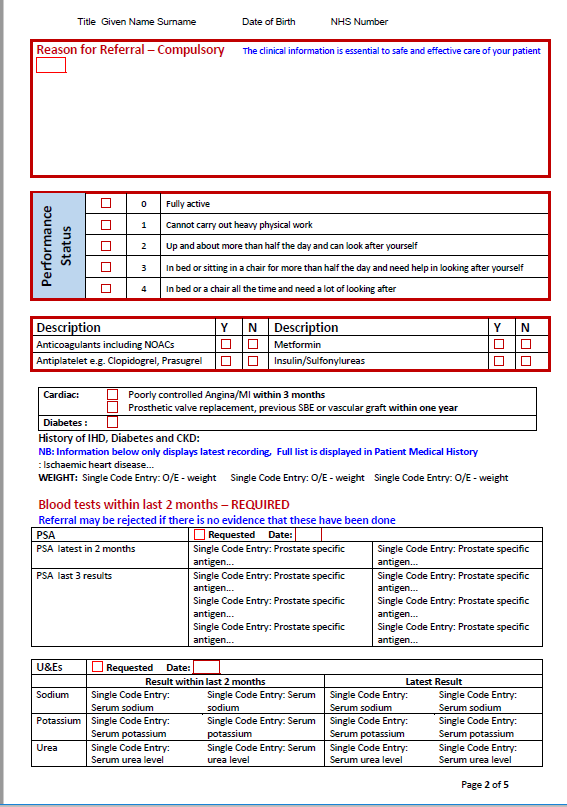 Title Given Name Surname Date of Birth NHS Number
Reason for Referral – Compulsory The clinical information is essential to safe and effective care of your patient
Performance Status
0 Fully active
1 Cannot carry out heavy physical work
2 Up and about more than half the day and can look after yourself
3 In bed or sitting in a chair for more than half the day and need help in looking after yourself
4 In bed or a chair all the time and need a lot of looking after
Description Y N Description Y N
Anticoagulants including NOACs Metformin
Antiplatelet e.g. Clopidogrel, Prasugrel Insulin/Sulfonylureas
Cardiac: Poorly controlled Angina/MI within 3 months
Prosthetic valve replacement, previous SBE or vascular graft within one year
Diabetes :
History of IHD, Diabetes and CKD:
NB: Information below only displays latest recording, Full list is displayed in Patient Medical History
: Ischaemic heart disease...
WEIGHT: Single Code Entry: O/E - weight Single Code Entry: O/E - weight Single Code Entry: O/E - weight
Blood tests within last 2 months – REQUIRED
Referral may be rejected if there is no evidence that these have been done
PSA Requested Date:
PSA latest in 2 months Single Code Entry: Prostate specific Single Code Entry: Prostate specific
antigen... antigen...
PSA last 3 results Single Code Entry: Prostate specific Single Code Entry: Prostate specific
antigen... antigen...
Single Code Entry: Prostate specific Single Code Entry: Prostate specific
antigen... antigen...
Single Code Entry: Prostate specific Single Code Entry: Prostate specific
antigen... antigen...
U&Es Requested Date:
Result within last 2 months Latest Result
Sodium Single Code Entry: Single Code Entry: Serum Single Code Entry: Single Code Entry:
Serum sodium sodium Serum sodium Serum sodium
Potassium Single Code Entry: Single Code Entry: Serum Single Code Entry: Single Code Entry:
Serum potassium potassium Serum potassium Serum potassium
Urea Single Code Entry: Single Code Entry: Serum Single Code Entry: Single Code Entry:
Serum urea level urea level Serum urea level Serum urea level
Page 2 of 5